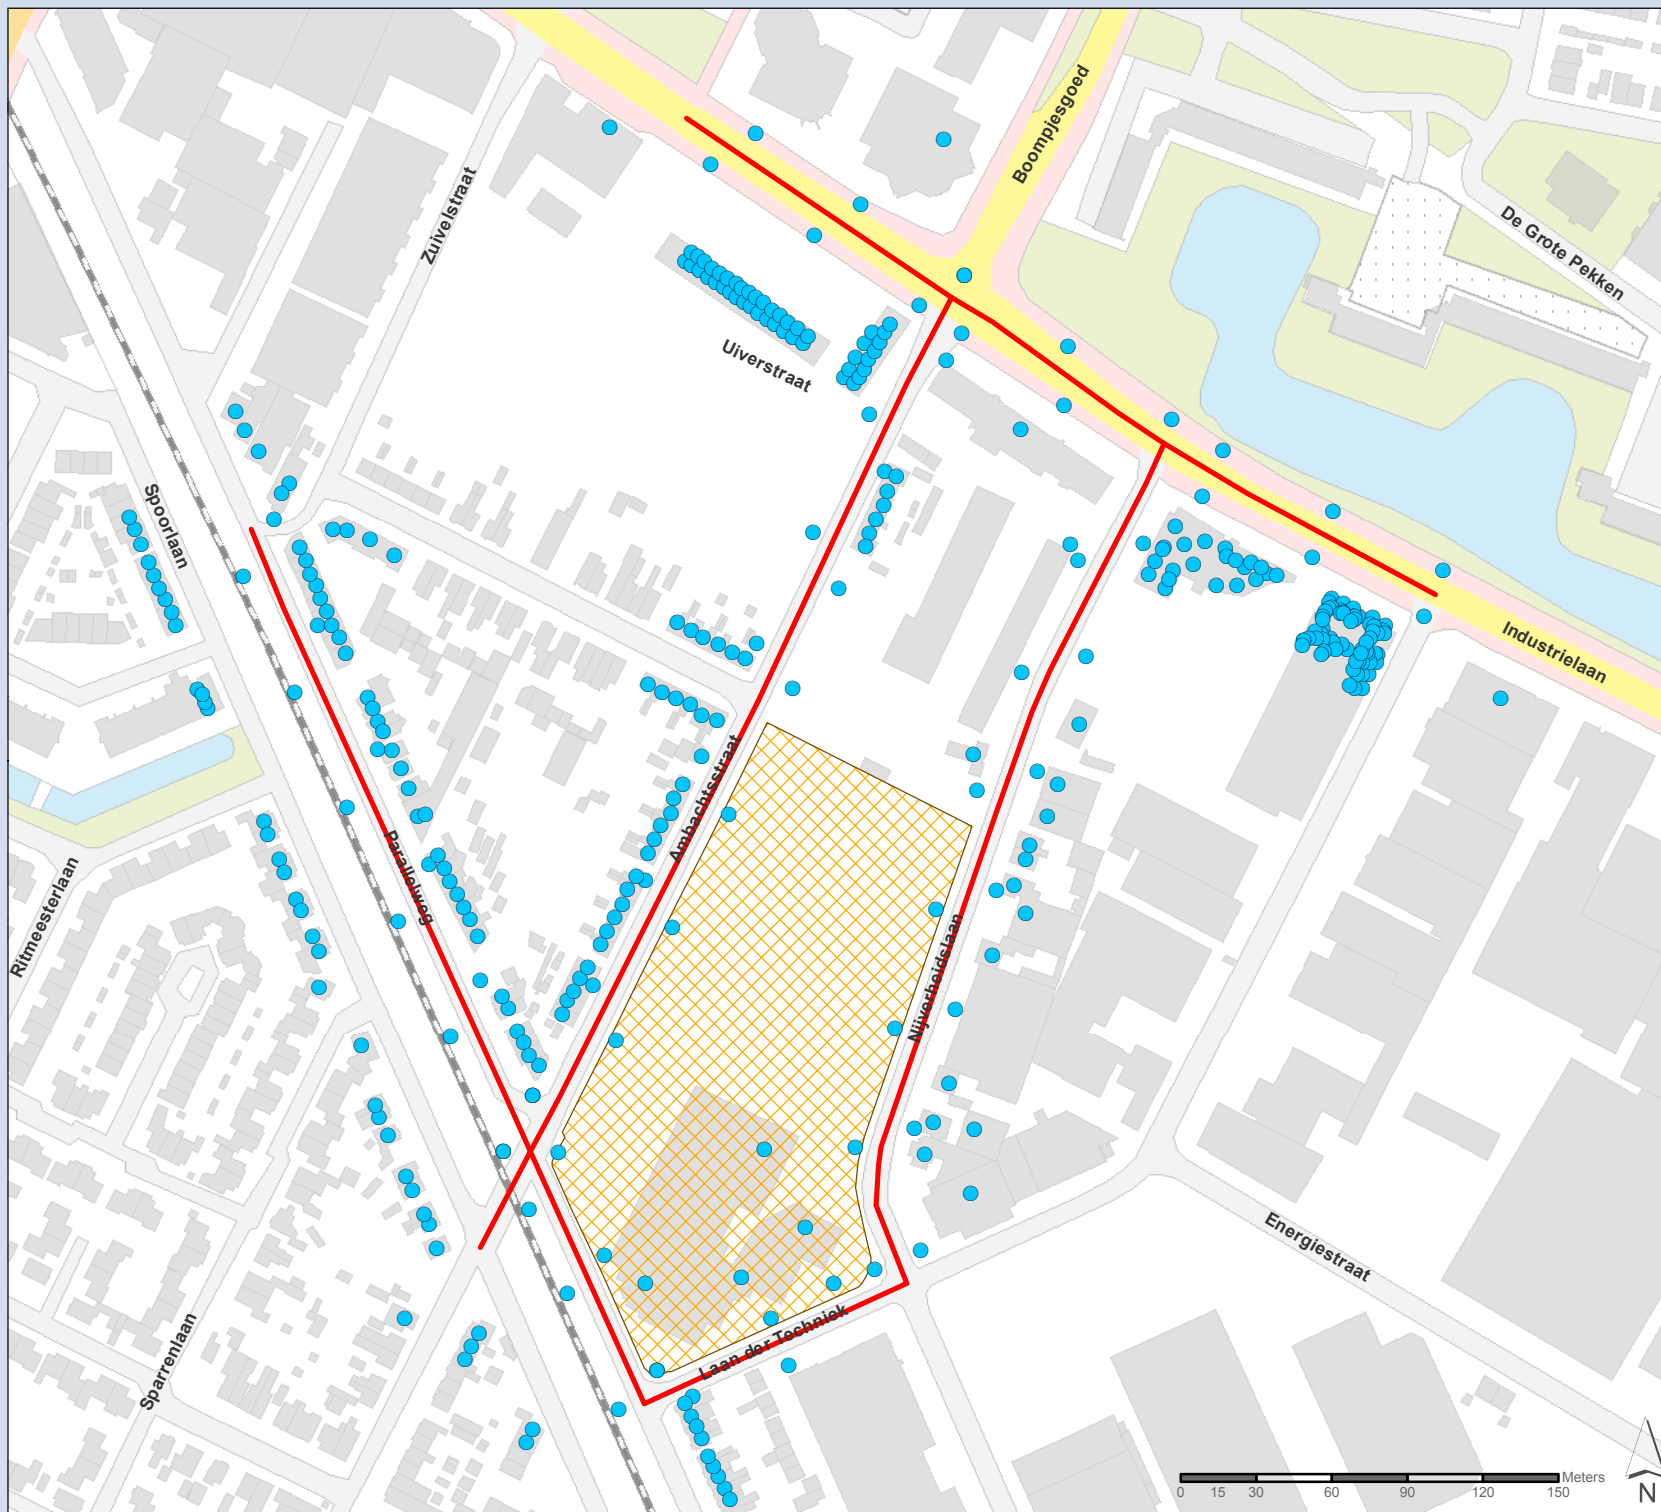 Boompjesgoed
Zuivelstraat
De Grote Pekken
Uiverstraat
Spoorlaan
Industrielaan
Ambachtsstraat
Parallelweg
Ritmeesterlaan
Nijverheidslaan
Energiestraat
Laan der Techniek
Sparrenlaan
Meters
0 15 30 60 90 120 150
N